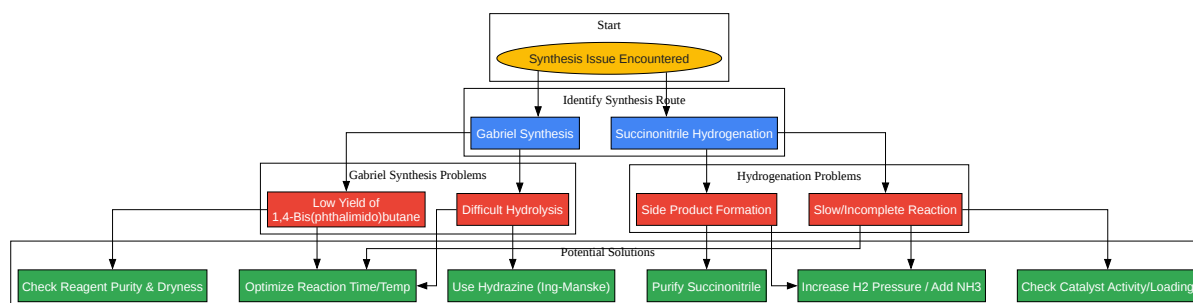 Start
Synthesis Issue Encountered
Identify Synthesis Route
Gabriel Synthesis
Succinonitrile Hydrogenation
Gabriel Synthesis Problems
Hydrogenation Problems
Low Yield of
1,4-Bis(phthalimido)butane
Difficult Hydrolysis
Side Product Formation
Slow/Incomplete Reaction
Potential Solutions
Check Reagent Purity & Dryness
Optimize Reaction Time/Temp
Use Hydrazine (Ing-Manske)
Purify Succinonitrile
Increase H2 Pressure / Add NH3
Check Catalyst Activity/Loading